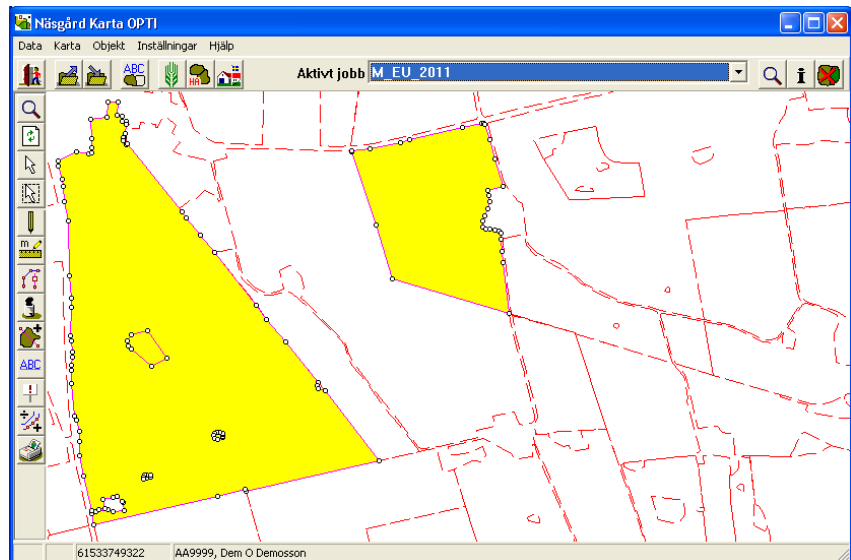 Näsgård Karta OPTI
Data Karta Objekt Inställningar Hjälp
ABC HA Aktivt jobb M_EU_2011 i
m
ABC
61533749322 AA9999, Dem O Demosson